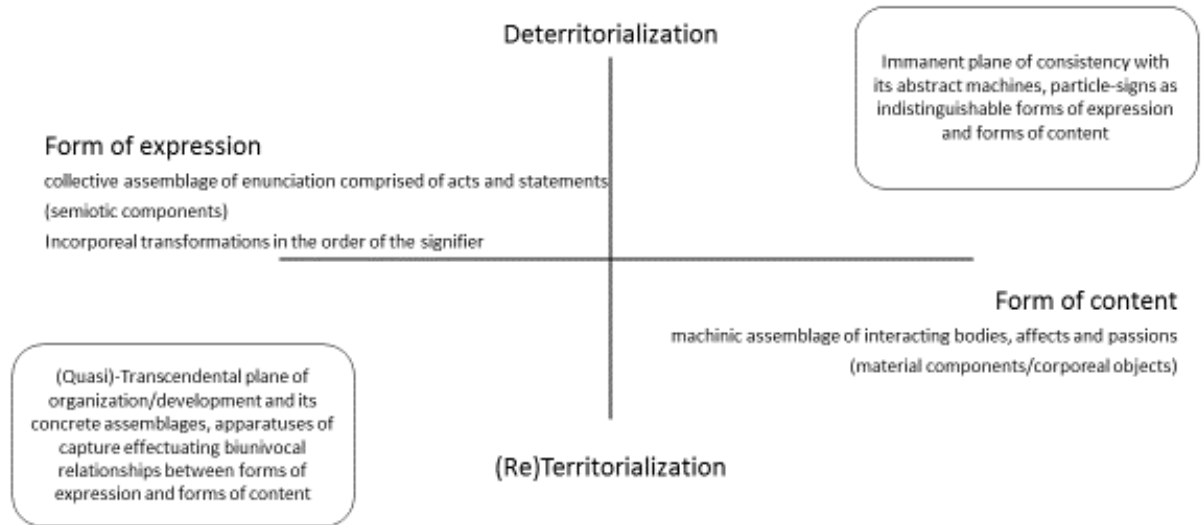 Deterritorialization
Immanent plane of consistency with
its abstract machines, particle-signs as
indistinguishable forms of expression
and forms of content
Form of expression
collective assemblage of enunciation comprised of acts and statements
(semiotic components)
Incorporeal transformations in the order of the signifier
Form of content
machinic assemblage of interacting bodies, affects and passions
(material components/corporeal objects)
(Quasi)-Transcendental plane of
organization/development and its
concrete assemblages, apparatuses of
capture effectuating biunivocal
relationships between forms of
expression and forms of content
(Re)Territorialization